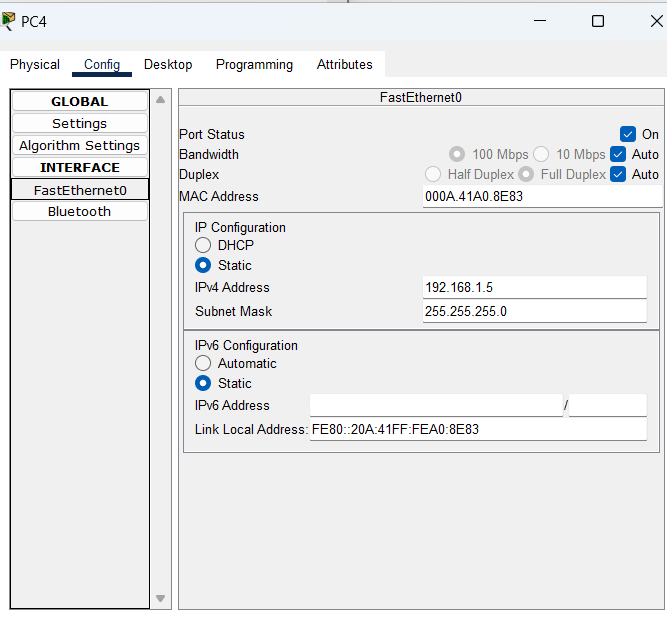 PC4
Physical Config Desktop Programming Attributes
GLOBAL
Settings
Algorithm Settings
INTERFACE
FastEthernet0
Bluetooth
FastEthernet0
Port Status On
Bandwidth 100 Mbps 10 Mbps Auto
Duplex Half Duplex Full Duplex Auto
MAC Address 000A.41A0.8E83
IP Configuration
DHCP
Static
IPv4 Address 192.168.1.5
Subnet Mask 255.255.255.0
IPv6 Configuration
Automatic
Static
IPv6 Address /
Link Local Address: FE80::20A:41FF:FEA0:8E83